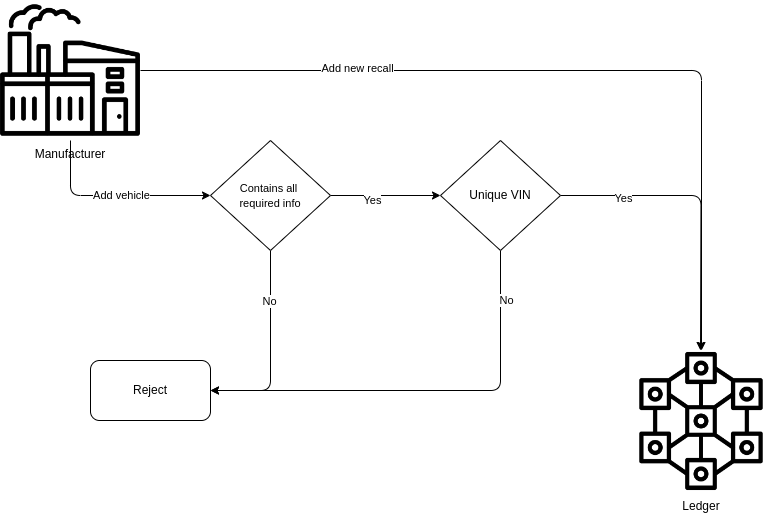 Add new recall
Manufacturer
Add vehicle
Contains all
required info
Yes
Unique VIN
Yes
No
No
Reject
Ledger